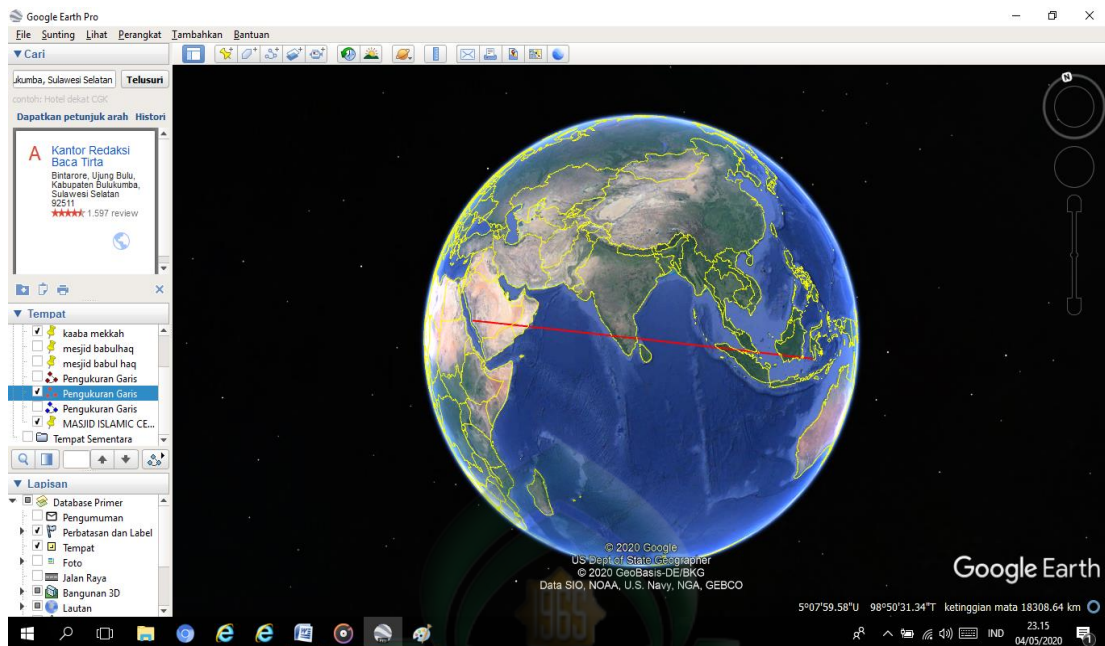 Google Earth Pro
File Sunting Lihat Perangkat Tambahkan Bantuan
Cari
ukumba, Sulawesi Selatan Telusuri
contoh: Hotel dekat CGK
Dapatkan petunjuk arah Histori
A Kantor Redaksi
Baca Tirta
Bintarore, Ujung Bulu,
Kabupaten Bulukumba,
Sulawesi Selatan
92511
1.597 review
Tempat
kaaba mekkah
mesjid babulhaq
mesjid babul haq
Pengukuran Garis
Pengukuran Garis
Pengukuran Garis
MASJID ISLAMIC CE...
Tempat Sementara
Lapisan
Database Primer
Pengumuman
Perbatasan dan Label
Tempat
Foto
Jalan Raya
Bangunan 3D
Lautan
N
© 2020 Google
US Dept of State Geographer
© 2020 GeoBasis-DE/BKG
Data SIO, NOAA, U.S. Navy, NGA, GEBCO
Google Earth
1965
5°07'59.58"U 98°50'31.34"T ketinggian mata 18308.64 km
IND
23.15
04/05/2020